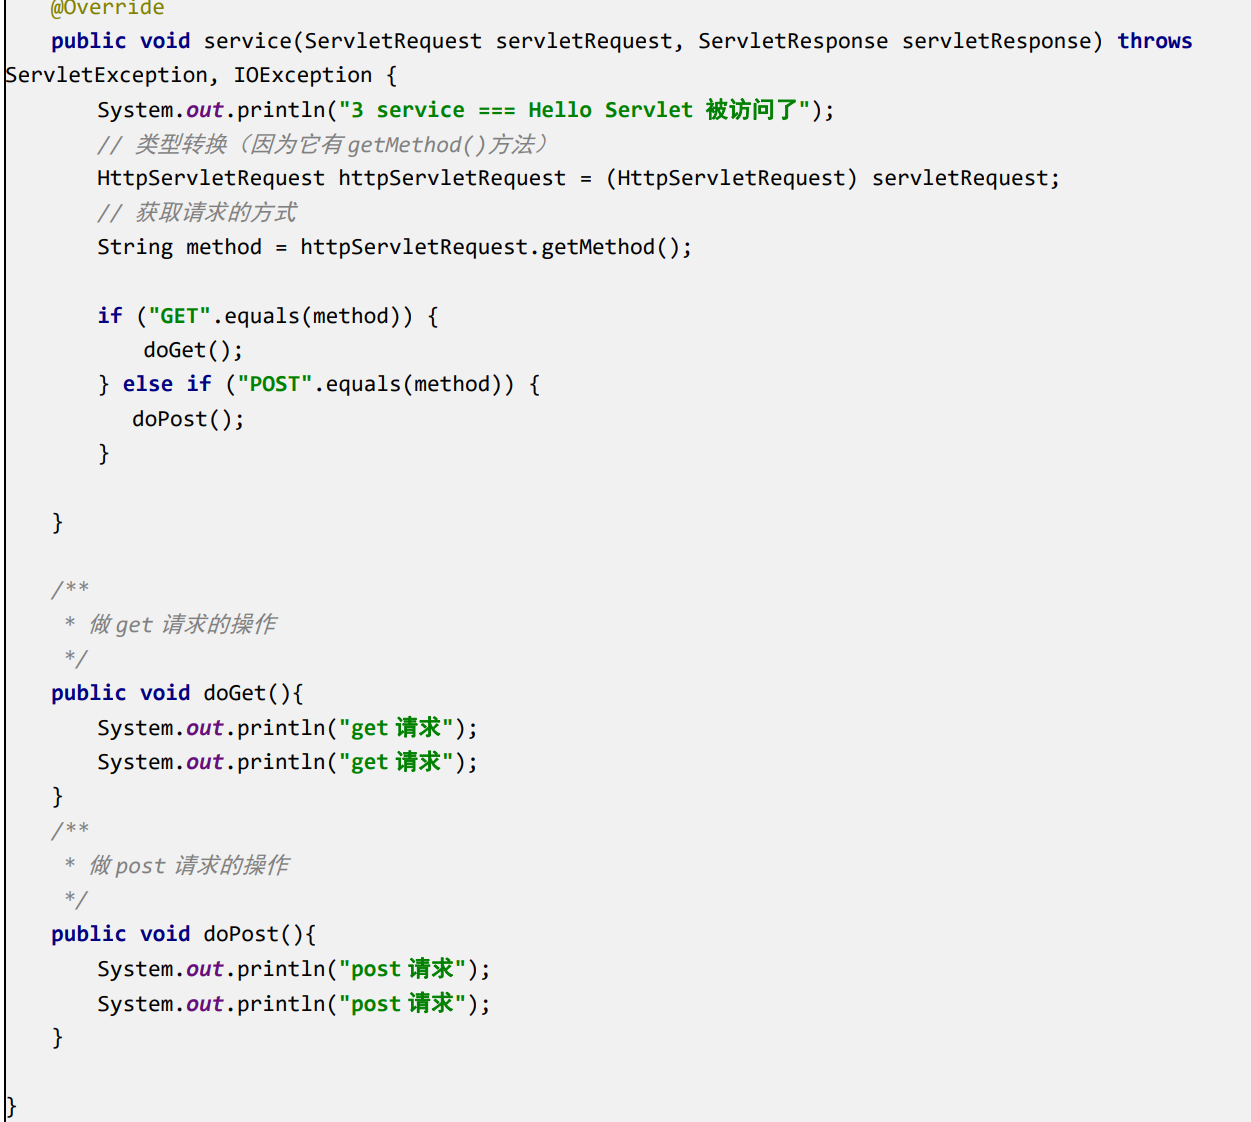 @Override
public void service(ServletRequest servletRequest, ServletResponse servletResponse) throws
ServletException, IOException {
System.out.println("3 service === Hello Servlet 被访问了");
// 类型转换（因为它有 getMethod()方法）
HttpServletRequest httpServletRequest = (HttpServletRequest) servletRequest;
// 获取请求的方式
String method = httpServletRequest.getMethod();
if ("GET".equals(method)) {
doGet();
} else if ("POST".equals(method)) {
doPost();
}
}
/**
* 做 get 请求的操作
*/
public void doGet(){
System.out.println("get 请求");
System.out.println("get 请求");
}
/**
* 做 post 请求的操作
*/
public void doPost(){
System.out.println("post 请求");
System.out.println("post 请求");
}
}